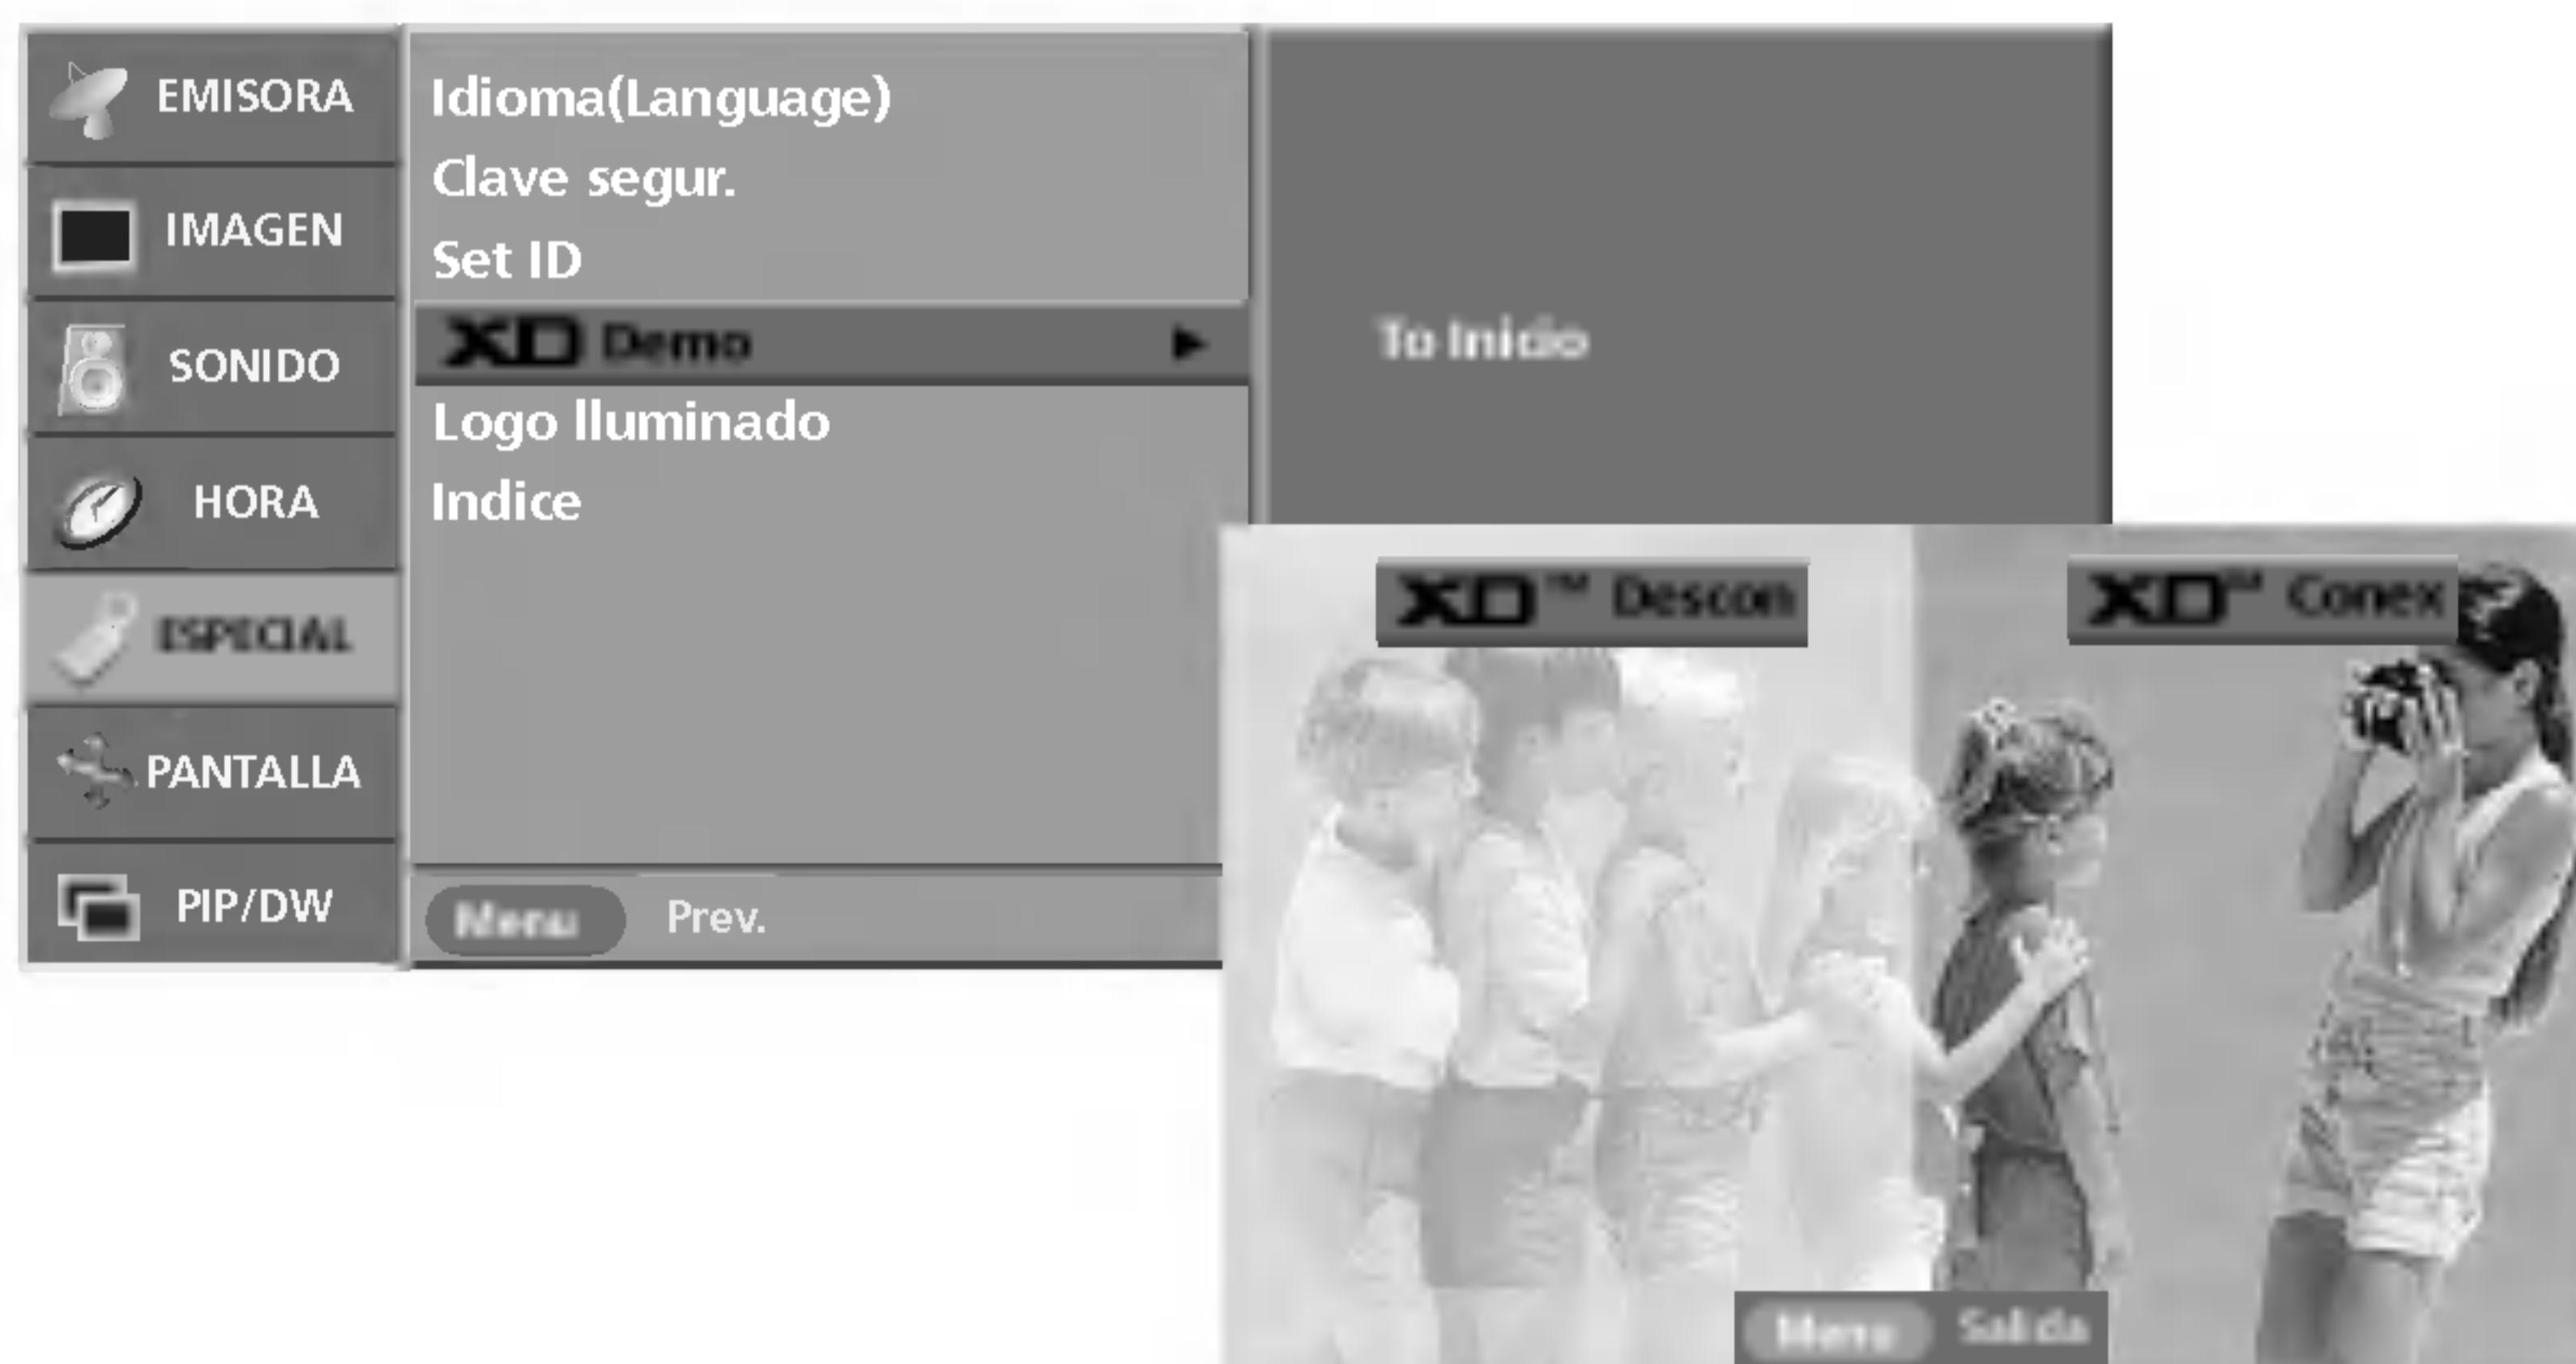 EMISORA
IMAGEN
SONIDO
HORA
ESPECIAL
PANTALLA
PIP/DW
Idioma(Language)
Clave segur.
Set ID
XD Demo ►
Logo lluminado
Indice
Menu Prev.
To Inicio
XD™ Descon
XD™ Conex
Menu Salida